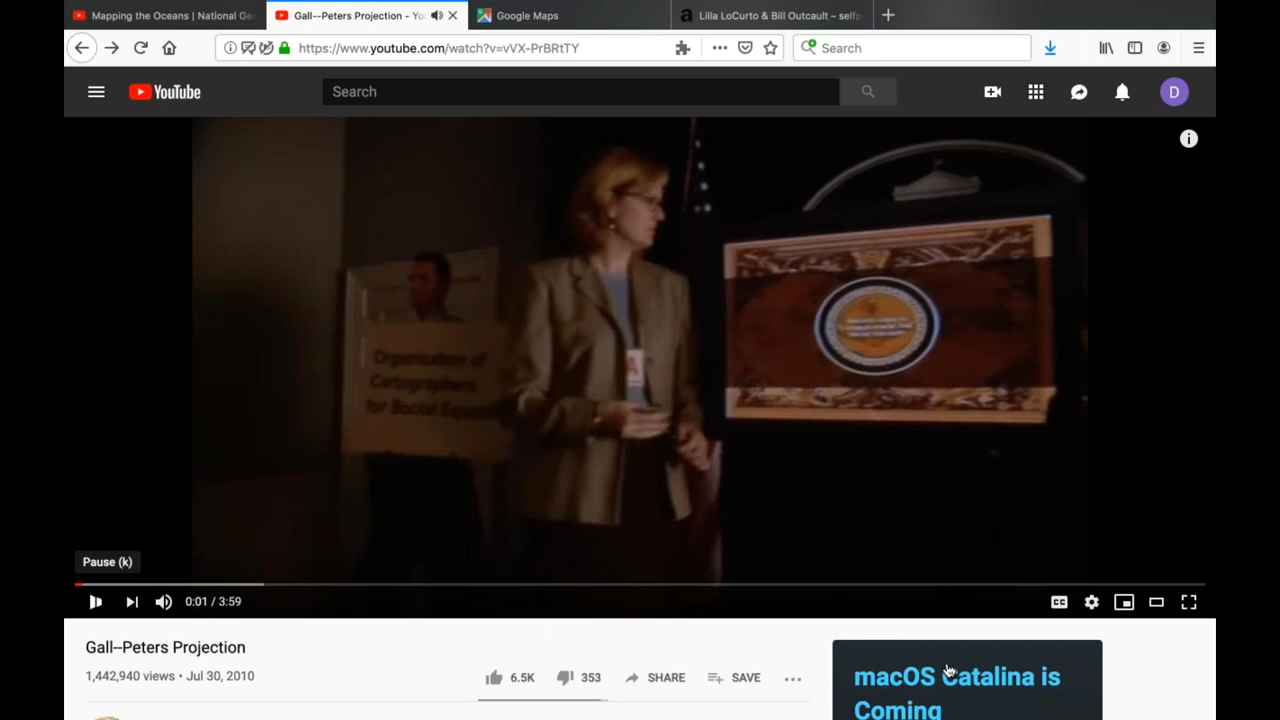 Mapping the Oceans | National Ge
Gall--Peters Projection - Yo
Google Maps
a Lilla LoCurto & Bill Outcault – selfp
https://www.youtube.com/watch?v=vVX-PrBRtTY
Search
YouTube
Search
D
Organization of
Cartographers
for Social Equa
Pause (k)
0:01 / 3:59
CC
Gall--Peters Projection
1,442,940 views • Jul 30, 2010
6.5K
353
SHARE
SAVE
macOS Catalina is
Coming